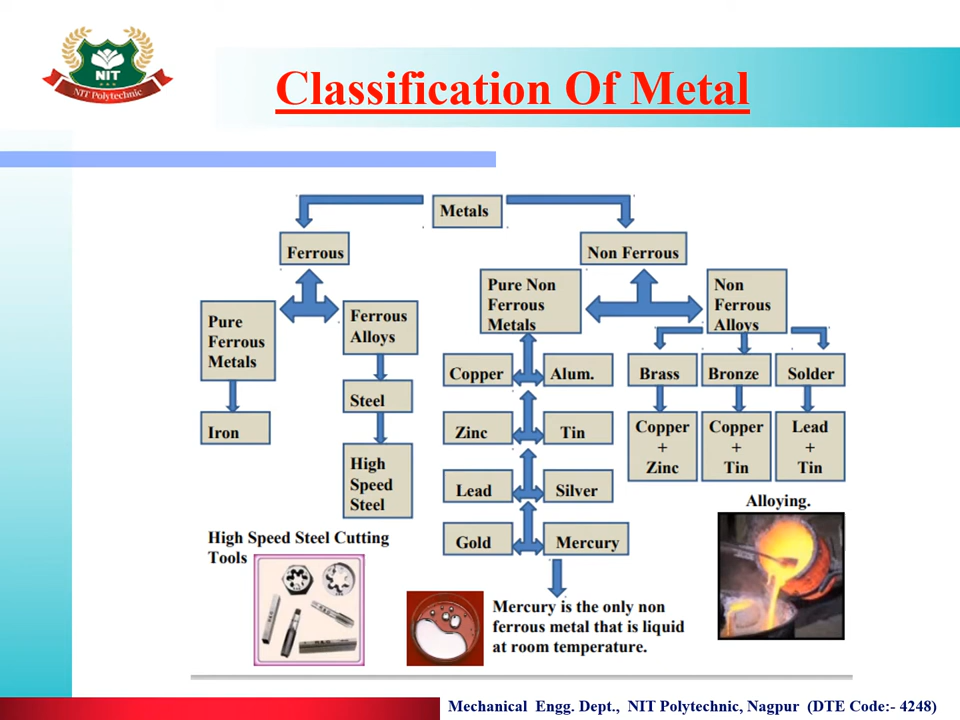 NIT
NIT Polytechnic
Classification Of Metal
Metals
Ferrous
Non Ferrous
Pure
Ferrous
Metals
Ferrous
Alloys
Pure Non
Ferrous
Metals
Non
Ferrous
Alloys
Iron
Steel
High
Speed
Steel
Copper
Alum.
Zinc
Tin
Lead
Silver
Gold
Mercury
Brass
Bronze
Solder
Copper
+
Zinc
Copper
+
Tin
Lead
+
Tin
Alloying.
High Speed Steel Cutting
Tools
Mercury is the only non
ferrous metal that is liquid
at room temperature.
Mechanical Engg. Dept., NIT Polytechnic, Nagpur (DTE Code:- 4248)